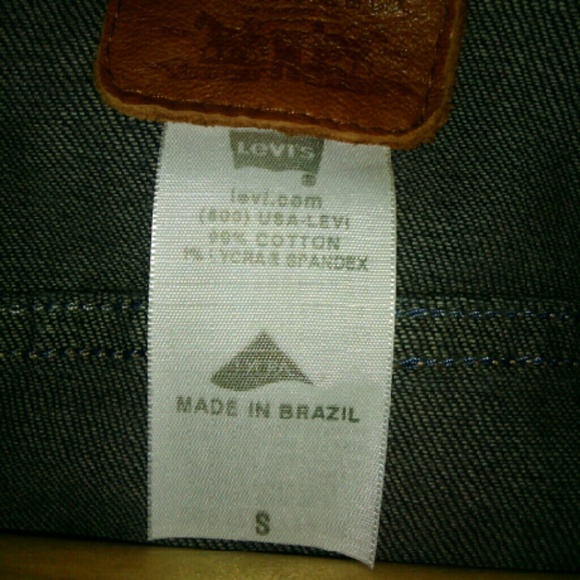 Levi's
®
levi.com
(800) USA-LEVI
99% COTTON
1% LYCRA® SPANDEX
MADE IN BRAZIL
S